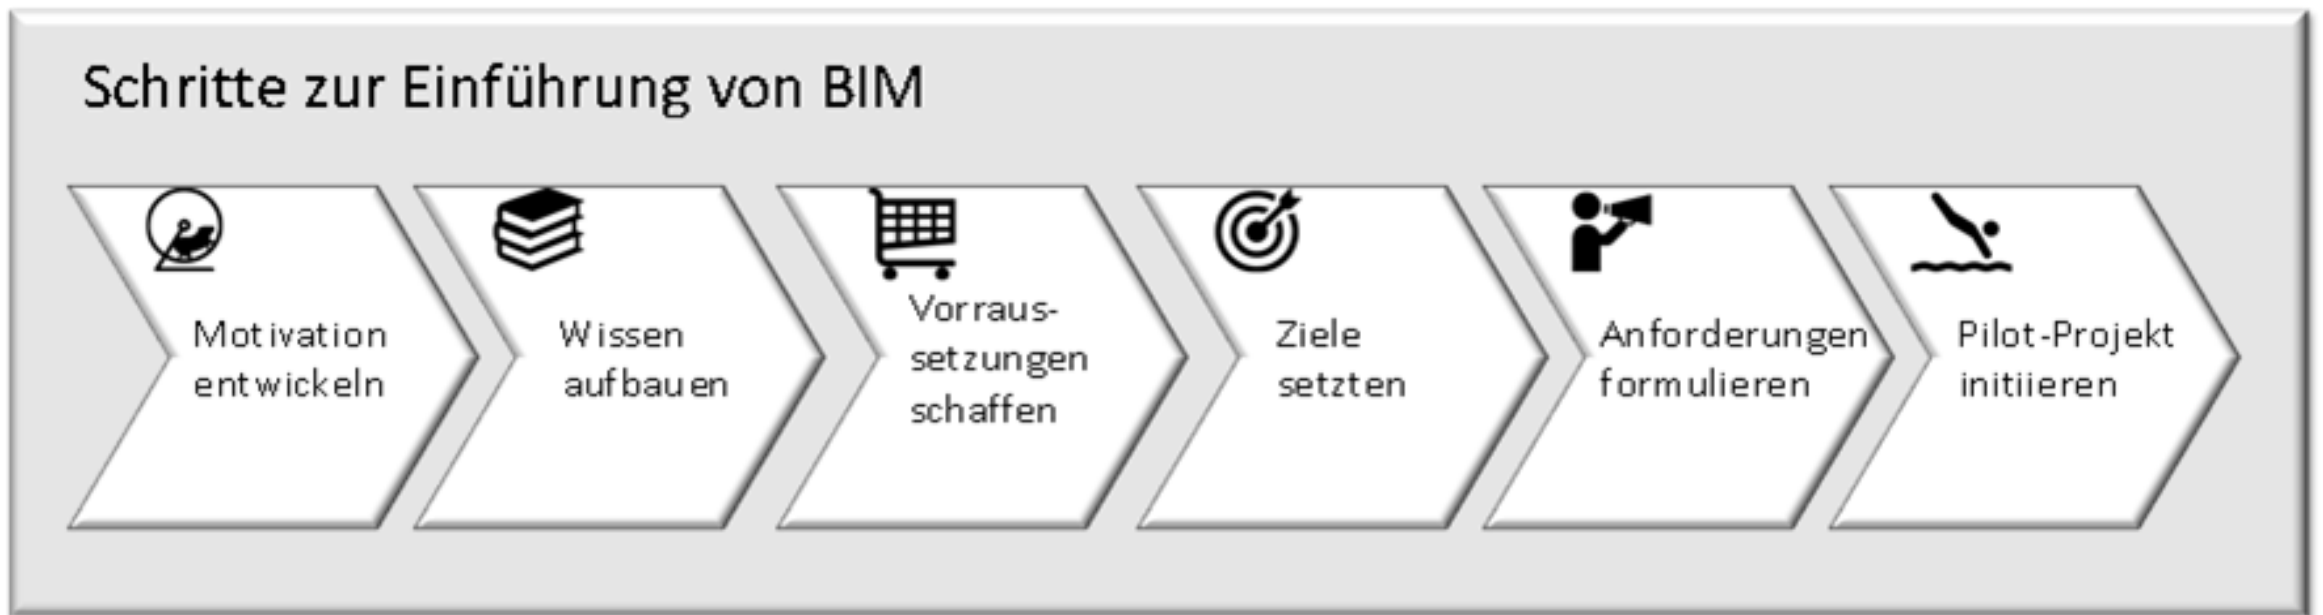 Schritte zur Einführung von BIM
Motivation
entwickeln
Wissen
aufbauen
Vorraus-
setzungen
schaffen
Ziele
setzten
Anforderungen
formulieren
Pilot-Projekt
initiieren